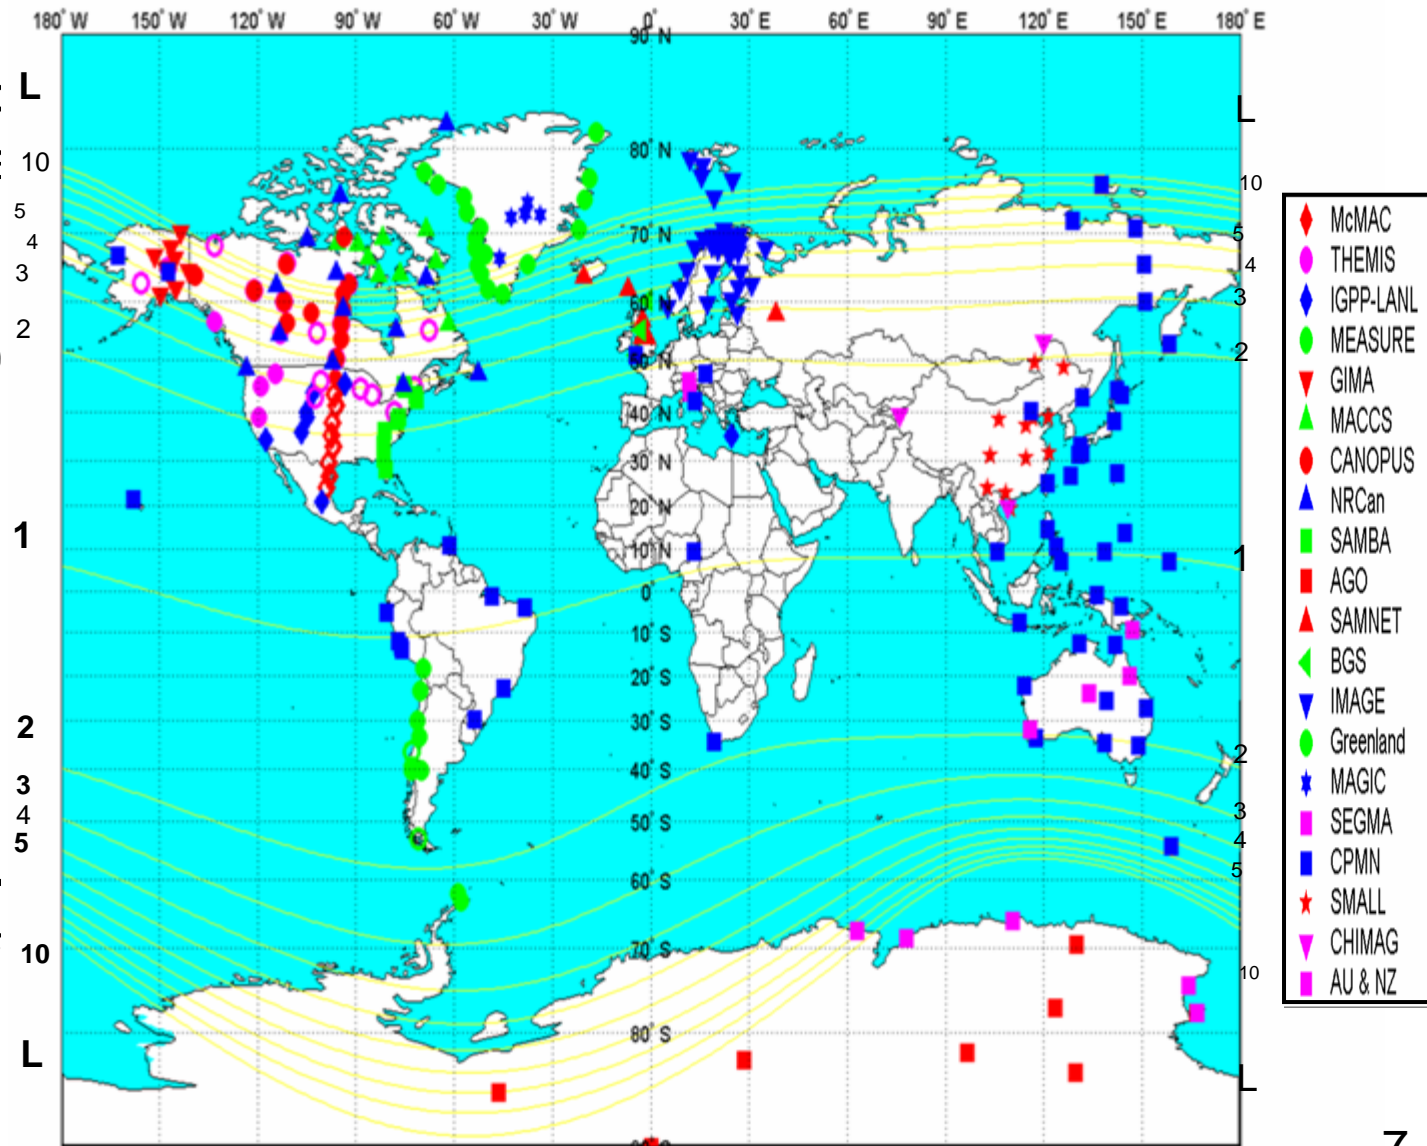 180° W 150° W 120° W 90° W 60° W 30° W 0° 30° E 60° E 90° E 120° E 150° E 180° E
90° N
L
L
80° N
10
10
5
70° N
5
4
4
3
60° N
3
2
50° N
2
40° N
30° N
20° N
1
10° N
1
0°
10° S
20° S
30° S
2
2
40° S
3
3
4
50° S
4
5
5
60° S
10
70° S
10
80° S
L
L
McMAC
THEMIS
IGPP-LANL
MEASURE
GIMA
MACCS
CANOPUS
NRCan
SAMBA
AGO
SAMNET
BGS
IMAGE
Greenland
MAGIC
SEGMA
CPMN
SMALL
CHIMAG
AU & NZ